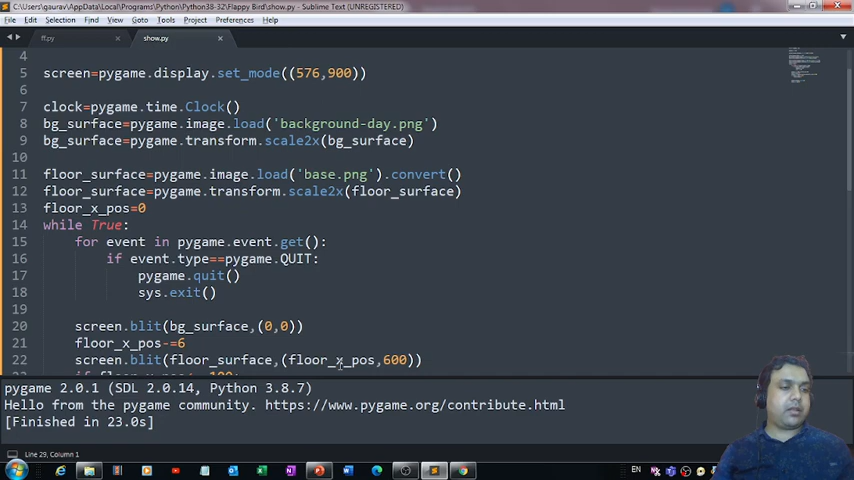 C:\Users\gaurav\AppData\Local\Programs\Python\Python38-32\Flappy Bird\show.py - Sublime Text (UNREGISTERED)
File Edit Selection Find View Goto Tools Project Preferences Help
ff.py show.py
4
5 screen=pygame.display.set_mode((576,900))
6
7 clock=pygame.time.Clock()
8 bg_surface=pygame.image.load('background-day.png')
9 bg_surface=pygame.transform.scale2x(bg_surface)
10
11 floor_surface=pygame.image.load('base.png').convert()
12 floor_surface=pygame.transform.scale2x(floor_surface)
13 floor_x_pos=0
14 while True:
15 for event in pygame.event.get():
16 if event.type==pygame.QUIT:
17 pygame.quit()
18 sys.exit()
19
20 screen.blit(bg_surface,(0,0))
21 floor_x_pos-=6
22 screen.blit(floor_surface,(floor_x_pos,600))
pygame 2.0.1 (SDL 2.0.14, Python 3.8.7)
Hello from the pygame community. https://www.pygame.org/contribute.html
[Finished in 23.0s]
Line 29, Column 1
EN